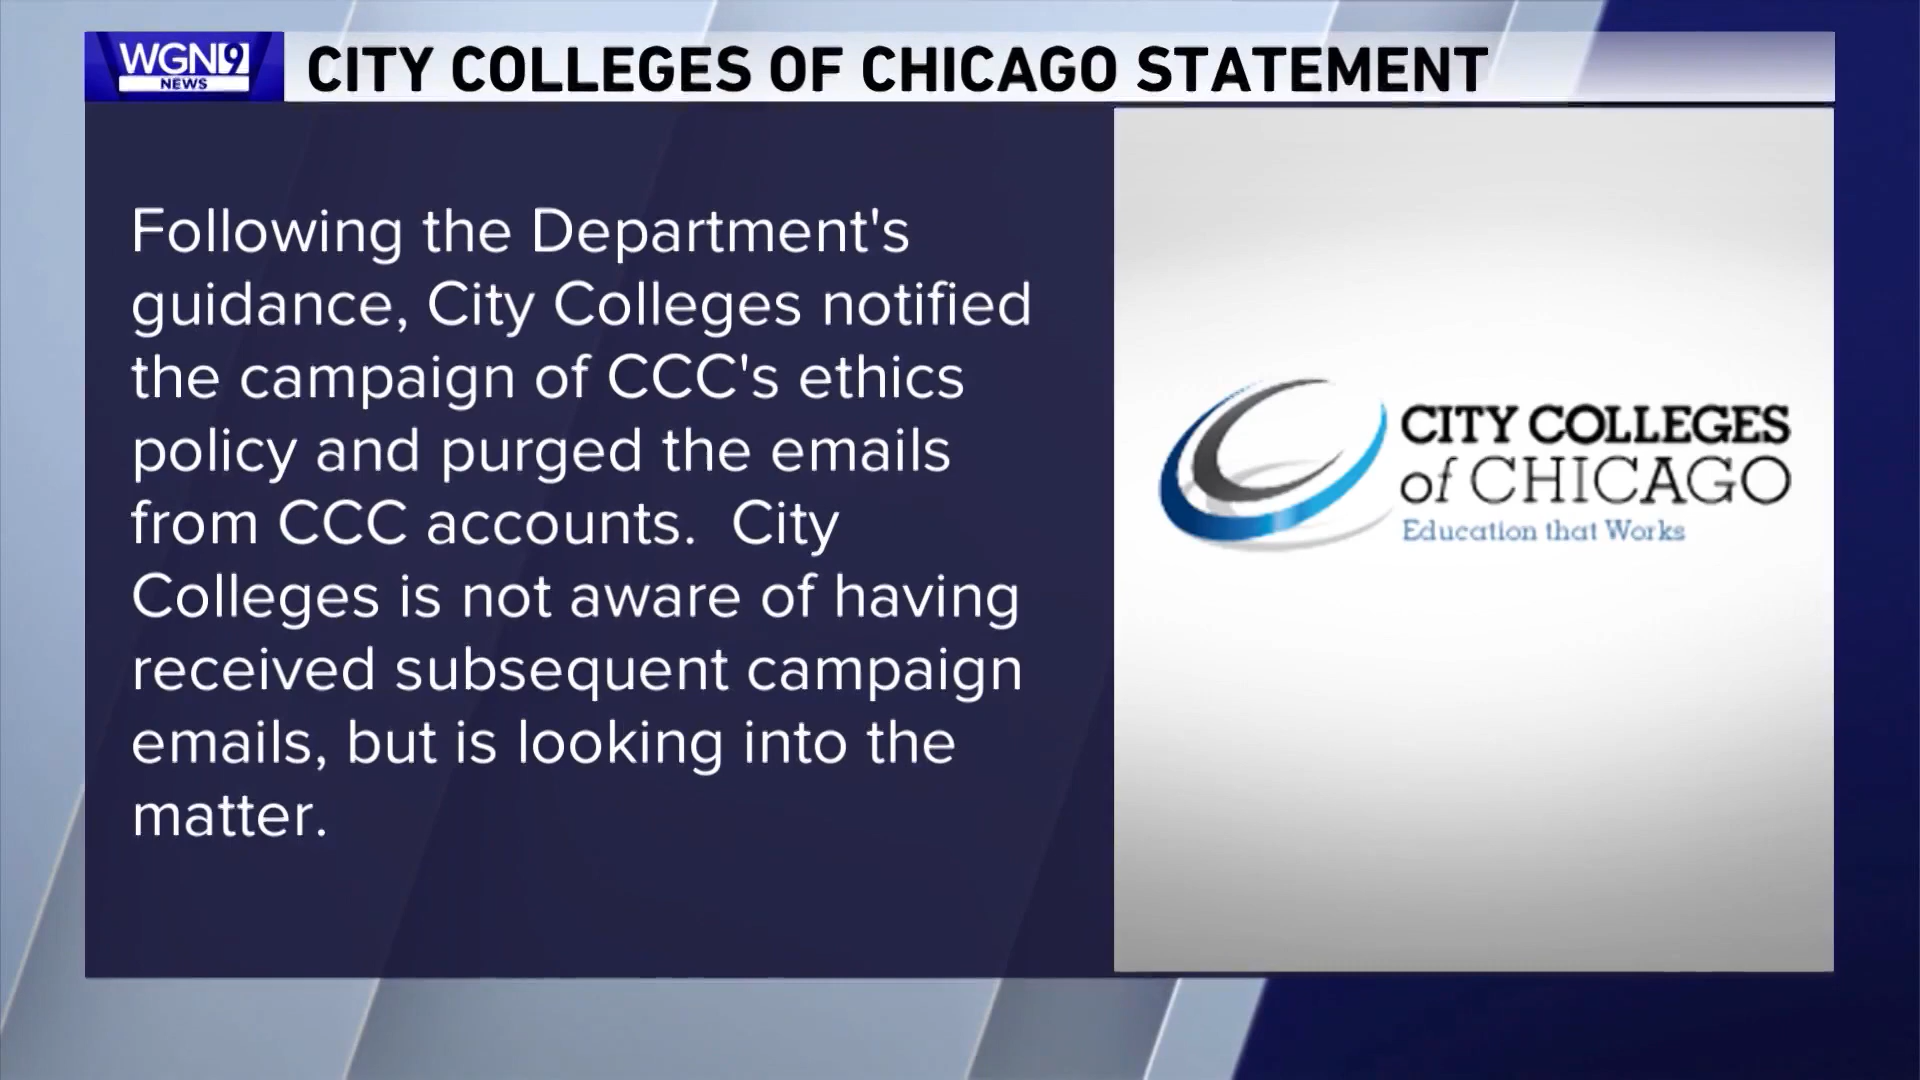 WGN9
NEWS
CITY COLLEGES OF CHICAGO STATEMENT
Following the Department's
guidance, City Colleges notified
the campaign of CCC's ethics
policy and purged the emails
from CCC accounts.  City
Colleges is not aware of having
received subsequent campaign
emails, but is looking into the
matter.
CITY COLLEGES
of CHICAGO
Education that Works